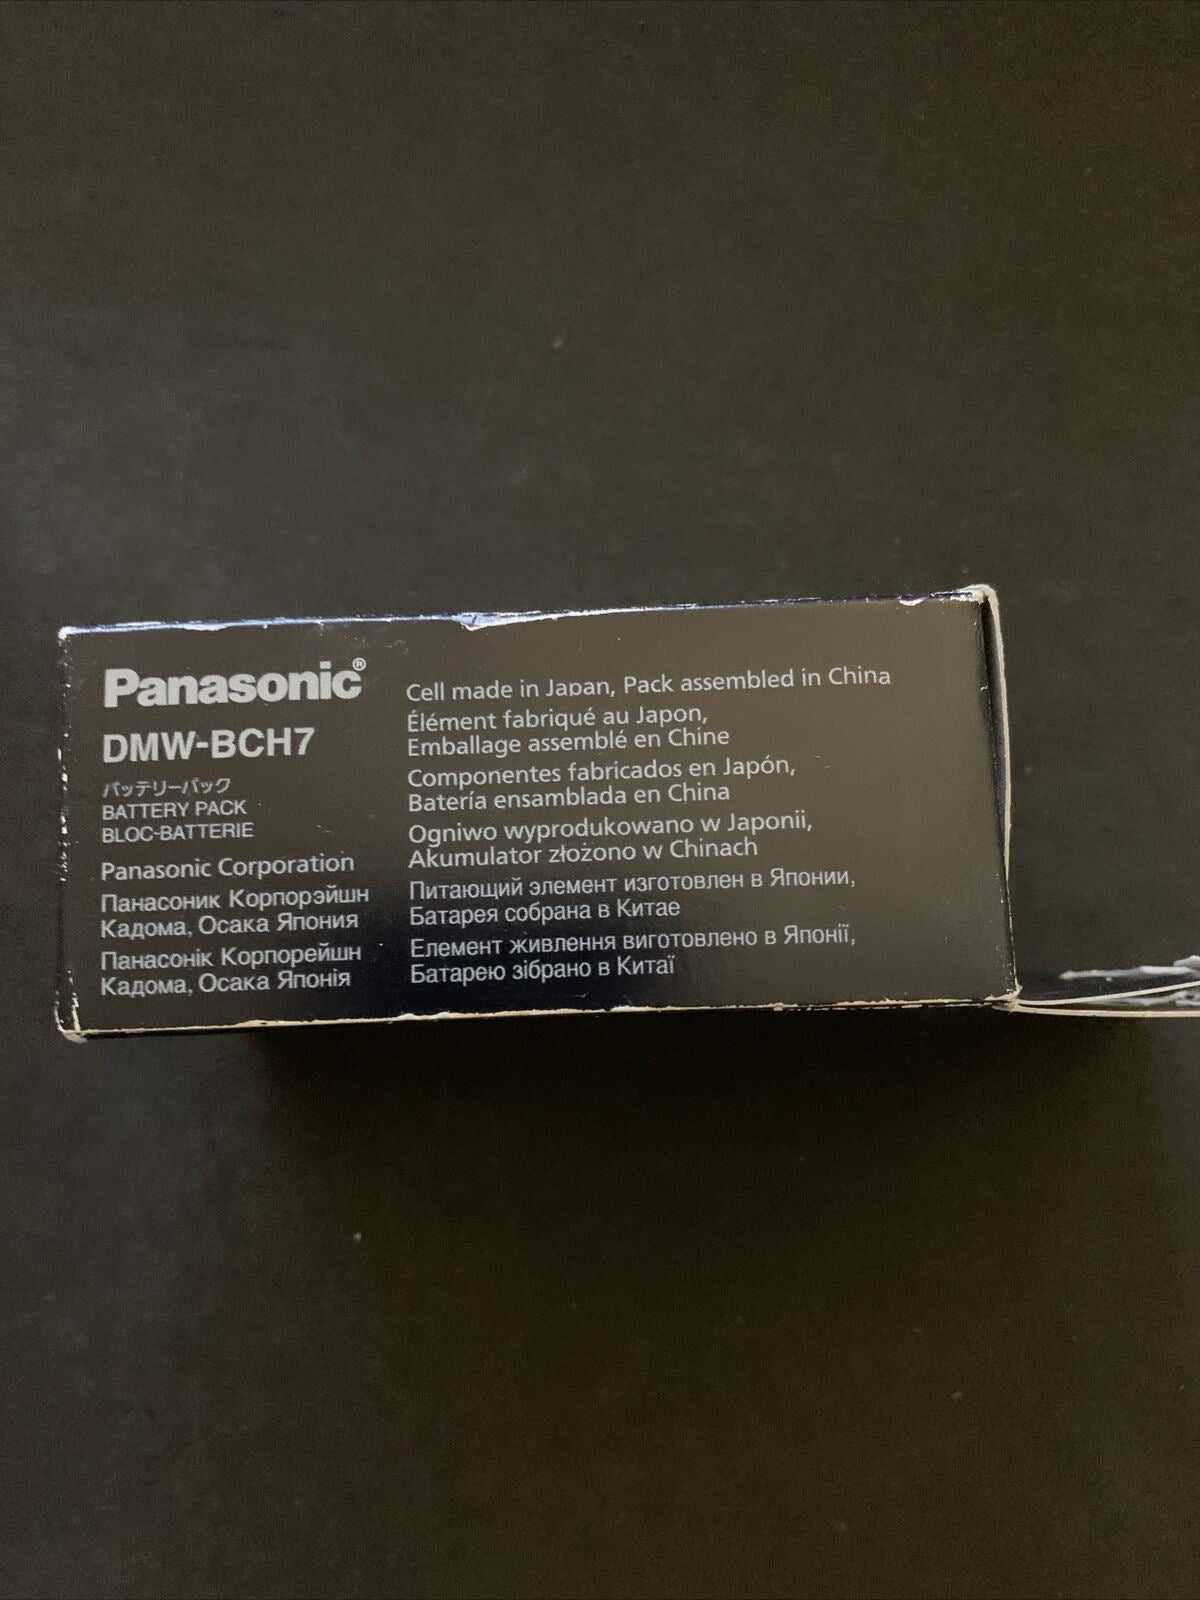 Panasonic®
DMW-BCH7
バッテリーパック
BATTERY PACK
BLOC-BATTERIE
Panasonic Corporation
Панасоник Корпорэйшн
Кадома, Осака Япония
Панасонік Корпорейшн
Кадома, Осака Японія
Cell made in Japan, Pack assembled in China
Élément fabriqué au Japon,
Emballage assemblé en Chine
Componentes fabricados en Japón,
Batería ensamblada en China
Ogniwo wyprodukowano w Japonii,
Akumulator złożono w Chinach
Питающий элемент изготовлен в Японии,
Батарея собрана в Китае
Елемент живлення виготовлено в Японії,
Батарею зібрано в Китаї